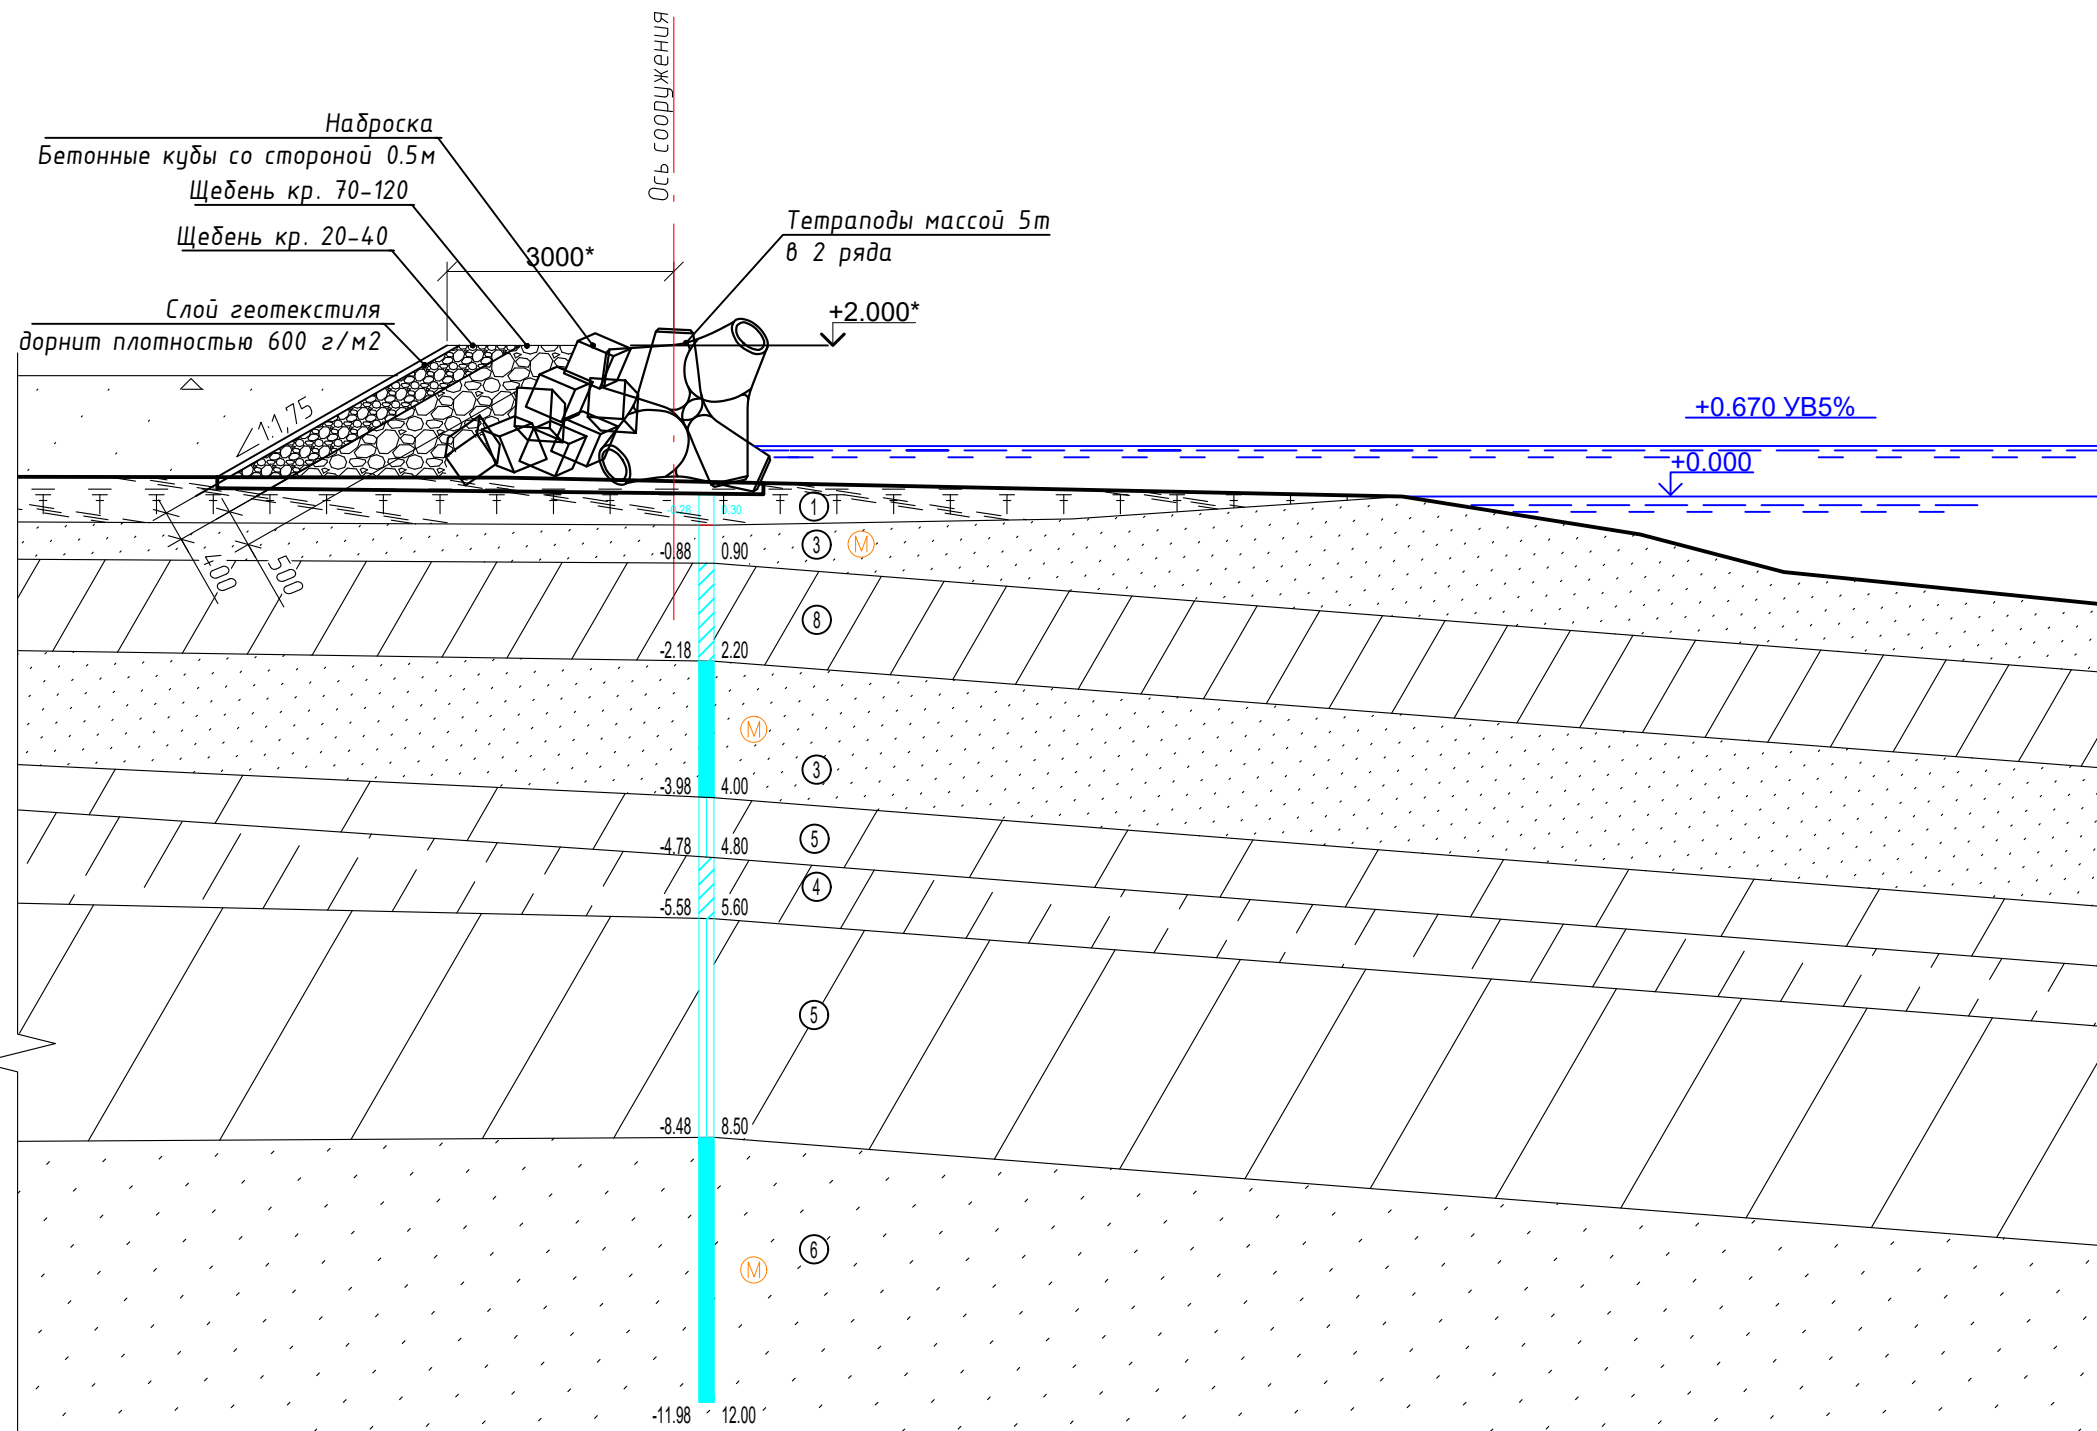 Ось сооружения
Наброска
Бетонные кубы со стороной 0.5м
Щебень кр. 70-120
Щебень кр. 20-40
Слой геотекстиля
дорнит плотностью 600 г/м2
3000*
Тетраподы массой 5т
в 2 ряда
+2.000*
1:1,75
+0.670 УВ5%
+0.000
400
500
-0.28 0.30
1
-0.88 0.90
3 М
8
-2.18 2.20
М
3
-3.98 4.00
5
-4.78 4.80
4
-5.58 5.60
5
-8.48 8.50
6
М
-11.98 12.00